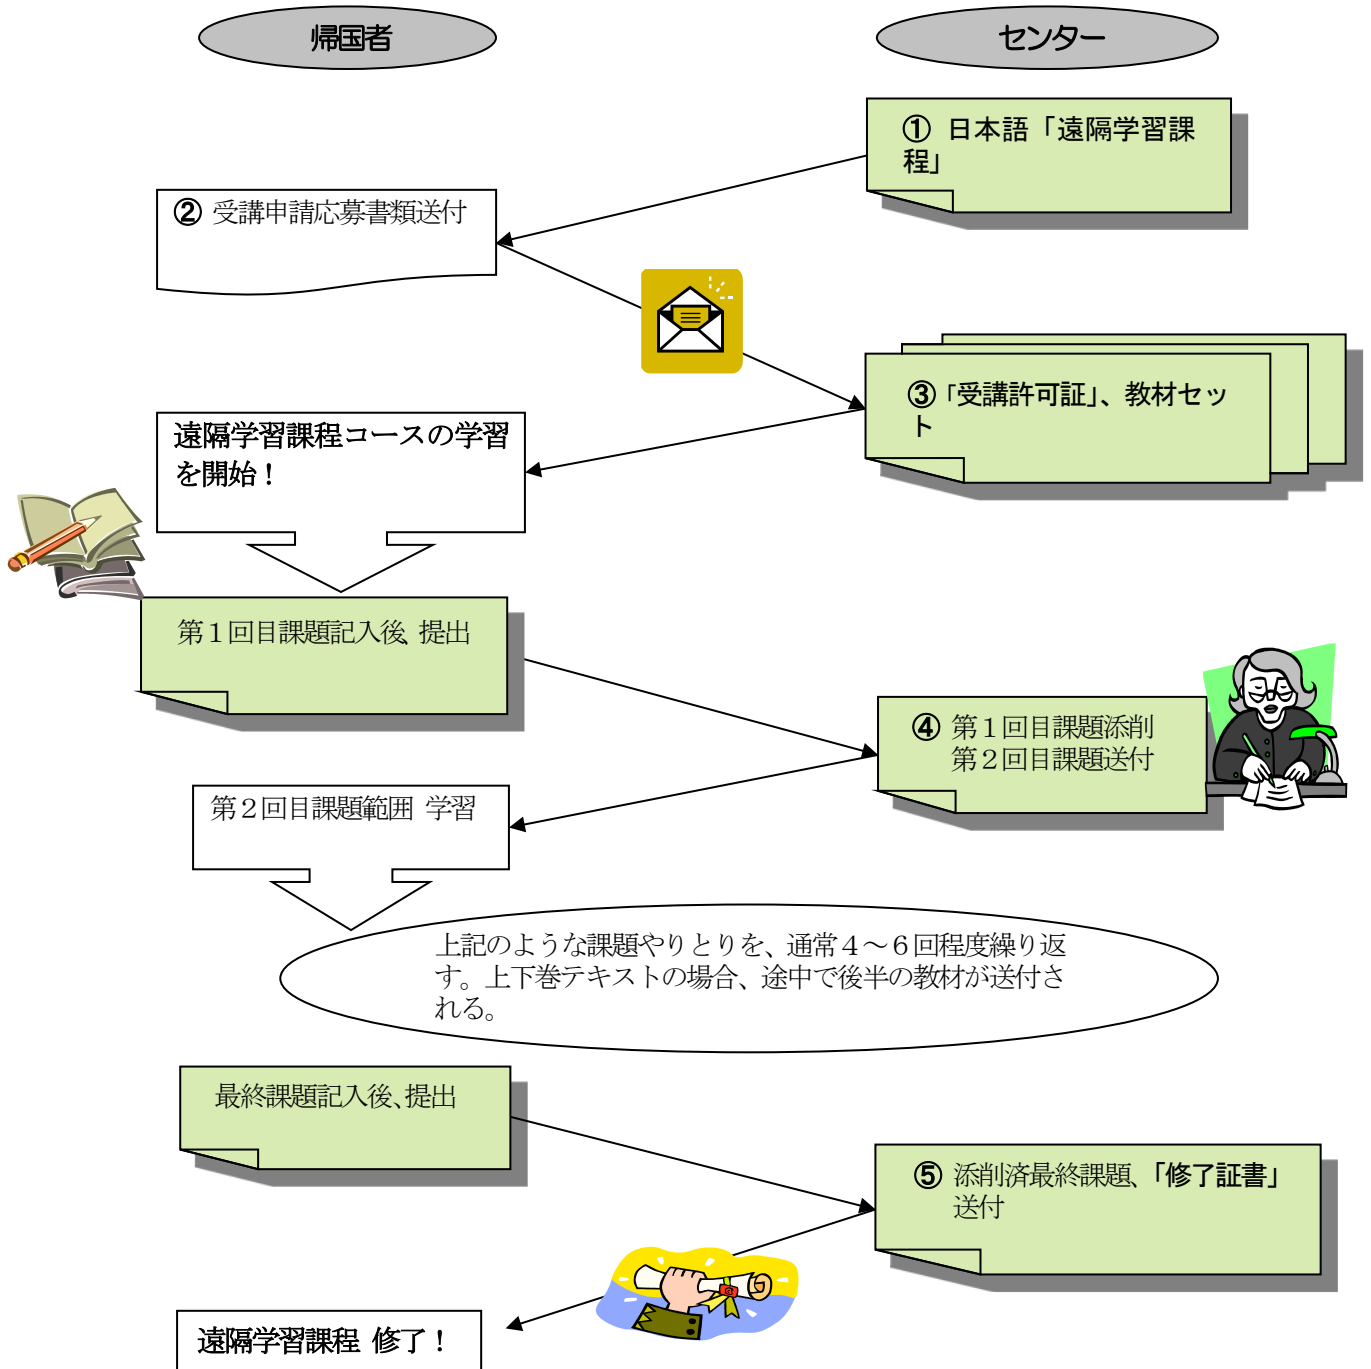 帰国者
センター
① 日本語「遠隔学習課
程」
② 受講申請応募書類送付
③「受講許可証」、教材セッ
ト
遠隔学習課程コースの学習
を開始！
第１回目課題記入後、提出
④ 第１回目課題添削
第２回目課題送付
第２回目課題範囲 学習
上記のような課題やりとりを、通常４～６回程度繰り返
す。上下巻テキストの場合、途中で後半の教材が送付さ
れる。
最終課題記入後、提出
⑤ 添削済最終課題、「修了証書」
送付
遠隔学習課程 修了！